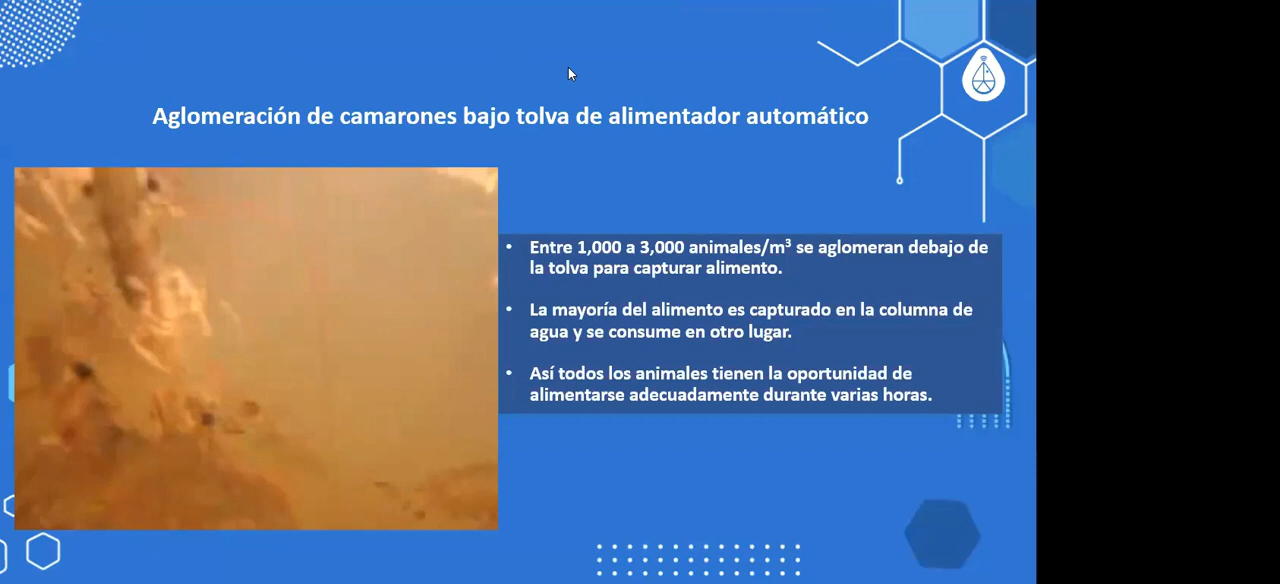 Aglomeración de camarones bajo tolva de alimentador automático
• Entre 1,000 a 3,000 animales/m³ se aglomeran debajo de
la tolva para capturar alimento.
• La mayoría del alimento es capturado en la columna de
agua y se consume en otro lugar.
• Así todos los animales tienen la oportunidad de
alimentarse adecuadamente durante varias horas.